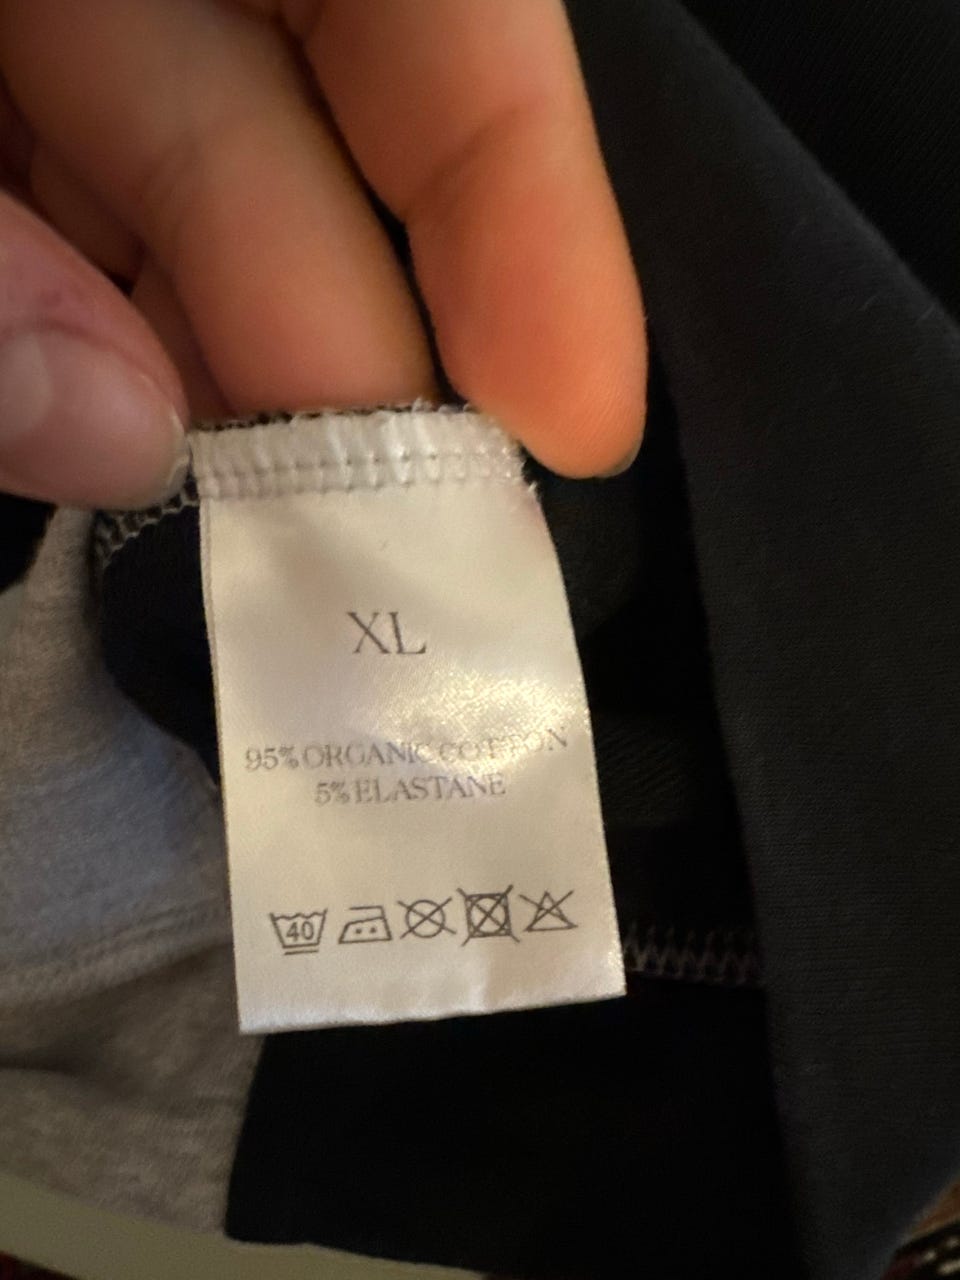 XL
95% ORGANIC COTTON
5% ELASTANE
40